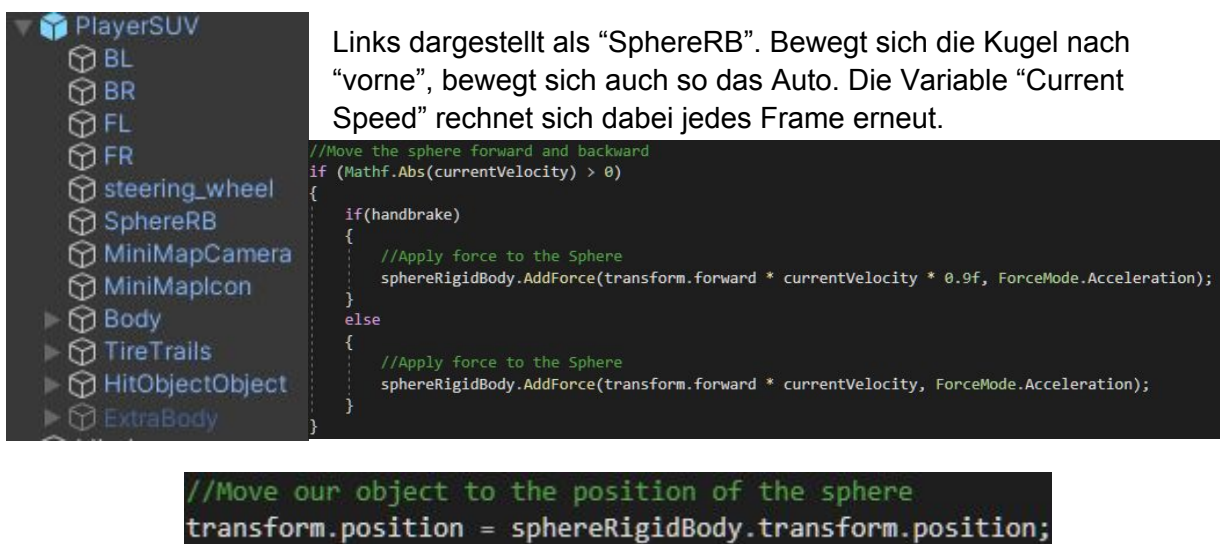 PlayerSUV
BL
BR
FL
FR
steering_wheel
SphereRB
MiniMapCamera
MiniMapIcon
Body
TireTrails
HitObjectObject
ExtraBody
Links dargestellt als “SphereRB”. Bewegt sich die Kugel nach
“vorne”, bewegt sich auch so das Auto. Die Variable “Current
Speed” rechnet sich dabei jedes Frame erneut.
//Move the sphere forward and backward
if (Mathf.Abs(currentVelocity) > 0)
{
if(handbrake)
{
//Apply force to the Sphere
sphereRigidBody.AddForce(transform.forward * currentVelocity * 0.9f, ForceMode.Acceleration);
}
else
{
//Apply force to the Sphere
sphereRigidBody.AddForce(transform.forward * currentVelocity, ForceMode.Acceleration);
}
}
//Move our object to the position of the sphere
transform.position = sphereRigidBody.transform.position;